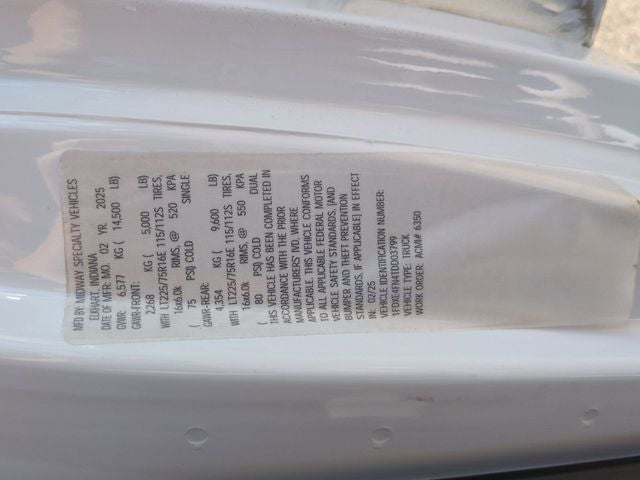 MFD BY: MIDWAY SPECIALTY VEHICLES
ELKHART, INDIANA
DATE OF MFG: MO. 02 YR. 2025
GVWR: 6,577 KG ( 14,500 LB)
GAWR-FRONT:
2268 KG ( 5,000 LB)
WITH LT225/75R16E 115/112S TIRES,
16x6.0k RIMS, @ 520 KPA
( 75 PSI) COLD SINGLE
GAWR-REAR:
4,354 KG ( 9,600 LB)
WITH LT225/75R16E 115/112S TIRES,
16x6.0k RIMS, @ 550 KPA
( 80 PSI) COLD DUAL
THIS VEHICLE HAS BEEN COMPLETED IN
ACCORDANCE WITH THE PRIOR
MANUFACTURERS' IVD, WHERE
APPLICABLE. THIS VEHICLE CONFORMS
TO ALL APPLICABLE FEDERAL MOTOR
VEHICLE SAFETY STANDARDS, [AND
BUMPER AND THEFT PREVENTION
STANDARDS, IF APPLICABLE] IN EFFECT
IN: 02/25
VEHICLE IDENTIFICATION NUMBER:
1FDXE4FN4TDD03799
VEHICLE TYPE: TRUCK
WORK ORDER: ACM# 6350